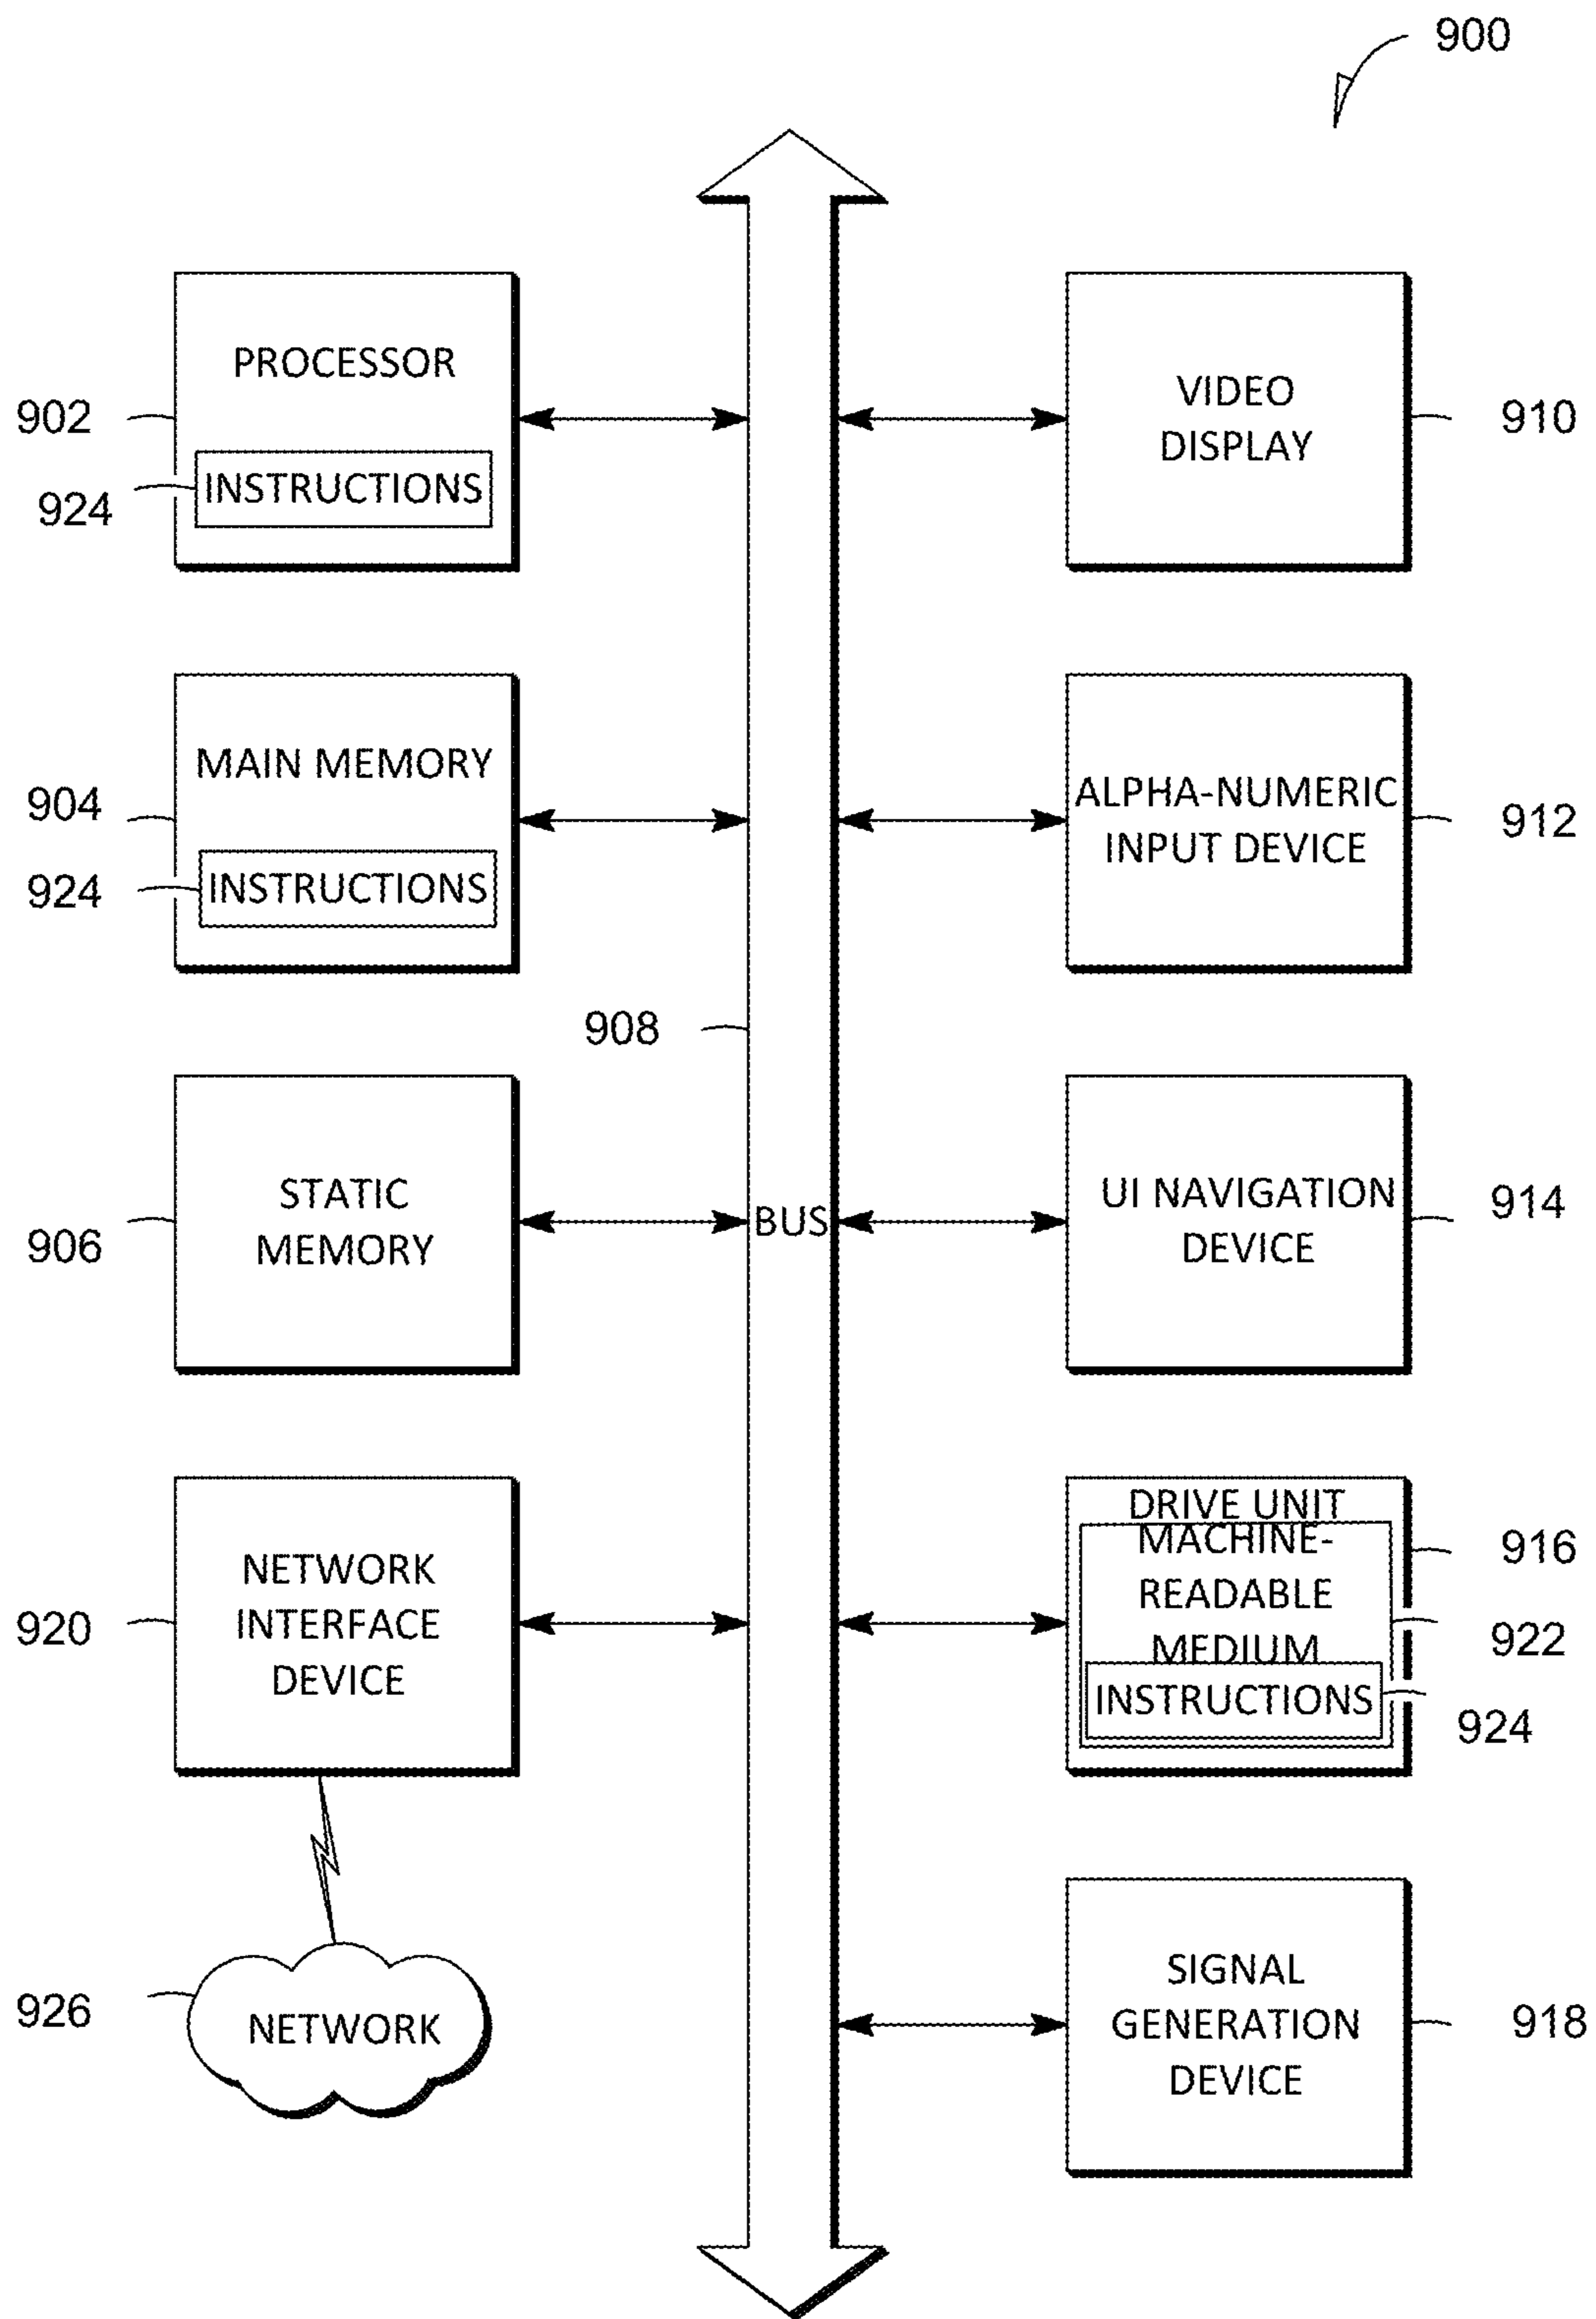 900
PROCESSOR
902
INSTRUCTIONS
924
VIDEO
DISPLAY
910
MAIN MEMORY
904
INSTRUCTIONS
924
ALPHA-NUMERIC
INPUT DEVICE
912
908
STATIC
MEMORY
906
BUS
UI NAVIGATION
DEVICE
914
NETWORK
INTERFACE
DEVICE
920
DRIVE UNIT
916
MACHINE-
READABLE
MEDIUM
922
INSTRUCTIONS
924
NETWORK
926
SIGNAL
GENERATION
DEVICE
918